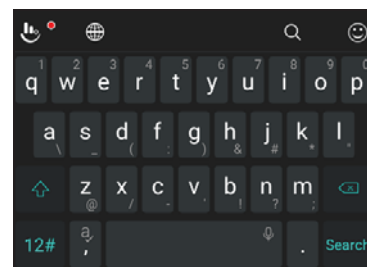 1 2 3 4 5 6 7 8 9 0
q w e r t y u i o p
a s d f g h j k l
\ _ ( : ) & # * "
z x c v b n m
@ / - ' ! ? ;
12# a , . Search